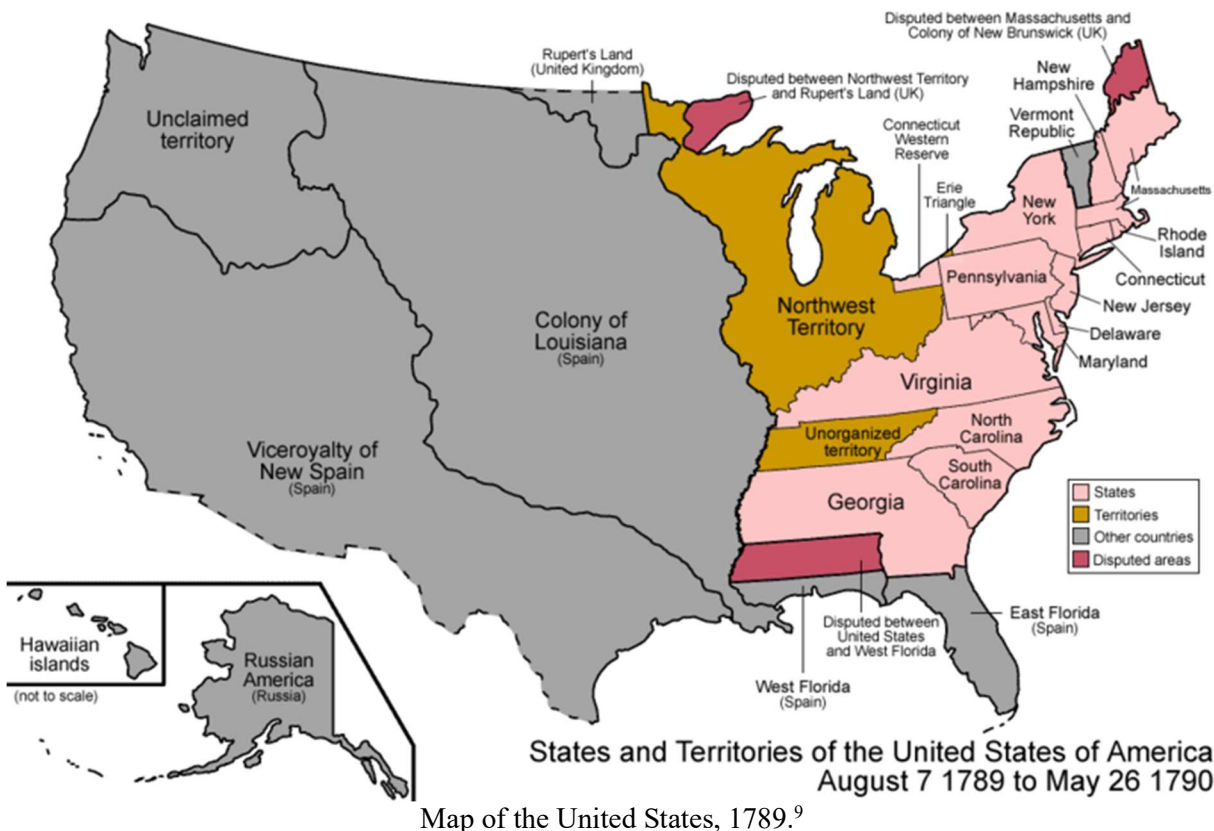 Disputed between Massachusetts and
Colony of New Brunswick (UK)
Rupert's Land
(United Kingdom)
New
Hampshire
Disputed between Northwest Territory
and Rupert's Land (UK)
Unclaimed
territory
Vermont
Republic
Connecticut
Western
Reserve
Erie
Triangle
Massachusetts
New
York
Rhode
Island
Pennsylvania
Connecticut
Northwest
Territory
New Jersey
Colony of
Louisiana
(Spain)
Delaware
Maryland
Virginia
Unorganized
territory
North
Carolina
Viceroyalty of
New Spain
(Spain)
South
Carolina
Georgia
States
Territories
Other countries
Disputed areas
East Florida
(Spain)
Disputed between
United States
and West Florida
Hawaiian
islands
(not to scale)
Russian
America
(Russia)
West Florida
(Spain)
States and Territories of the United States of America
August 7 1789 to May 26 1790
Map of the United States, 1789.⁹